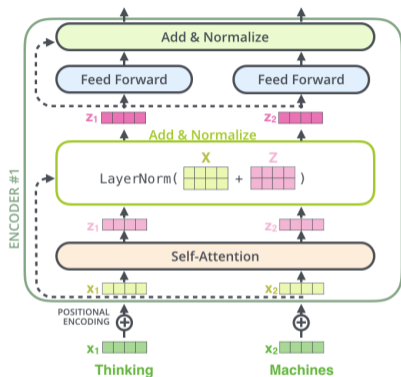 Add & Normalize
Feed Forward
Feed Forward
z1
z2
Add & Normalize
X
Z
LayerNorm( + )
z1
z2
Self-Attention
x1
x2
POSITIONAL
ENCODING
x1
x2
Thinking
Machines
ENCODER #1